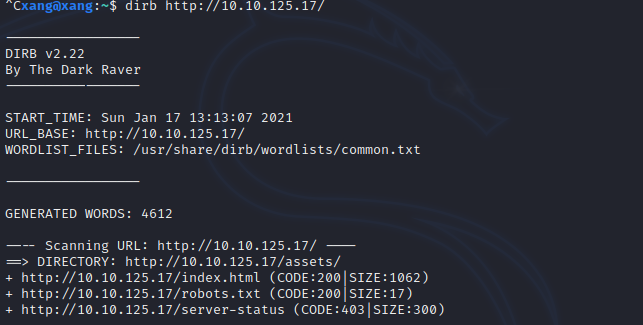 ^Cxang@xang:~$ dirb http://10.10.125.17/
-----------------
DIRB v2.22
By The Dark Raver
-----------------
START_TIME: Sun Jan 17 13:13:07 2021
URL_BASE: http://10.10.125.17/
WORDLIST_FILES: /usr/share/dirb/wordlists/common.txt
-----------------
GENERATED WORDS: 4612
---- Scanning URL: http://10.10.125.17/ ----
==> DIRECTORY: http://10.10.125.17/assets/
+ http://10.10.125.17/index.html (CODE:200|SIZE:1062)
+ http://10.10.125.17/robots.txt (CODE:200|SIZE:17)
+ http://10.10.125.17/server-status (CODE:403|SIZE:300)